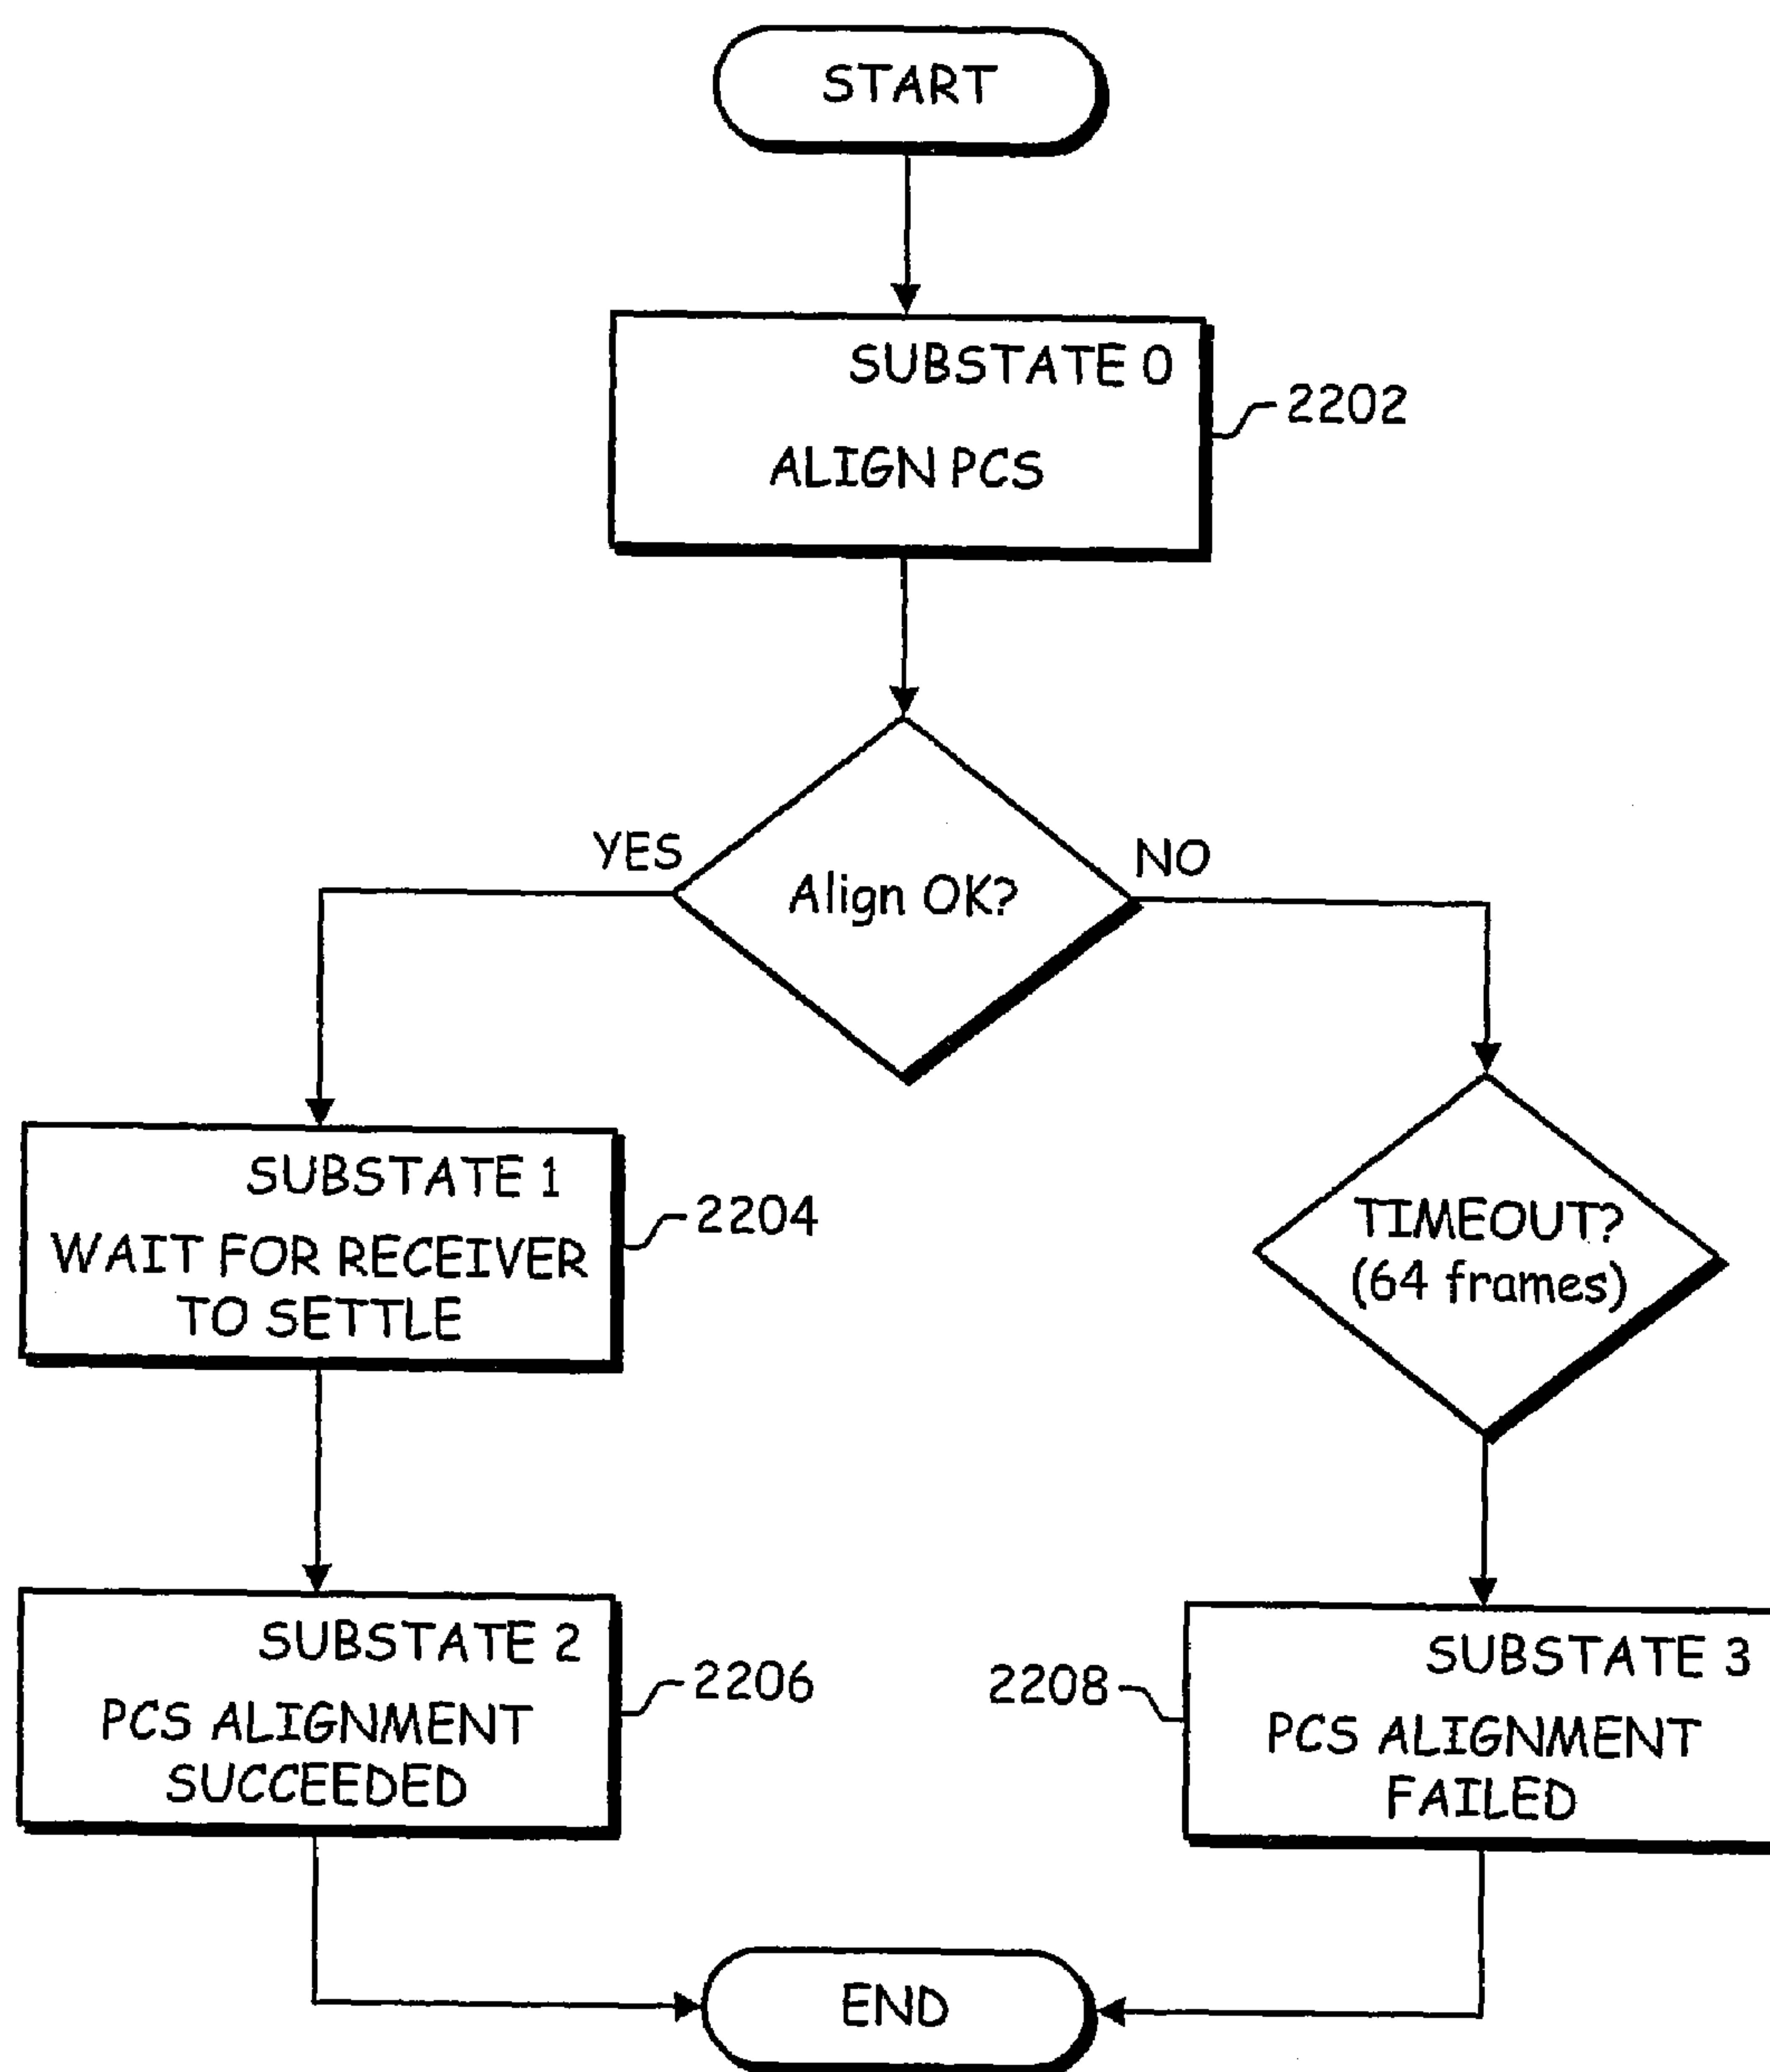 START
SUBSTATE 0
ALIGN PCS
2202
YES
Align OK?
NO
SUBSTATE 1
WAIT FOR RECEIVER
TO SETTLE
2204
TIMEOUT?
(64 frames)
SUBSTATE 2
PCS ALIGNMENT
SUCCEEDED
2206
2208
SUBSTATE 3
PCS ALIGNMENT
FAILED
END